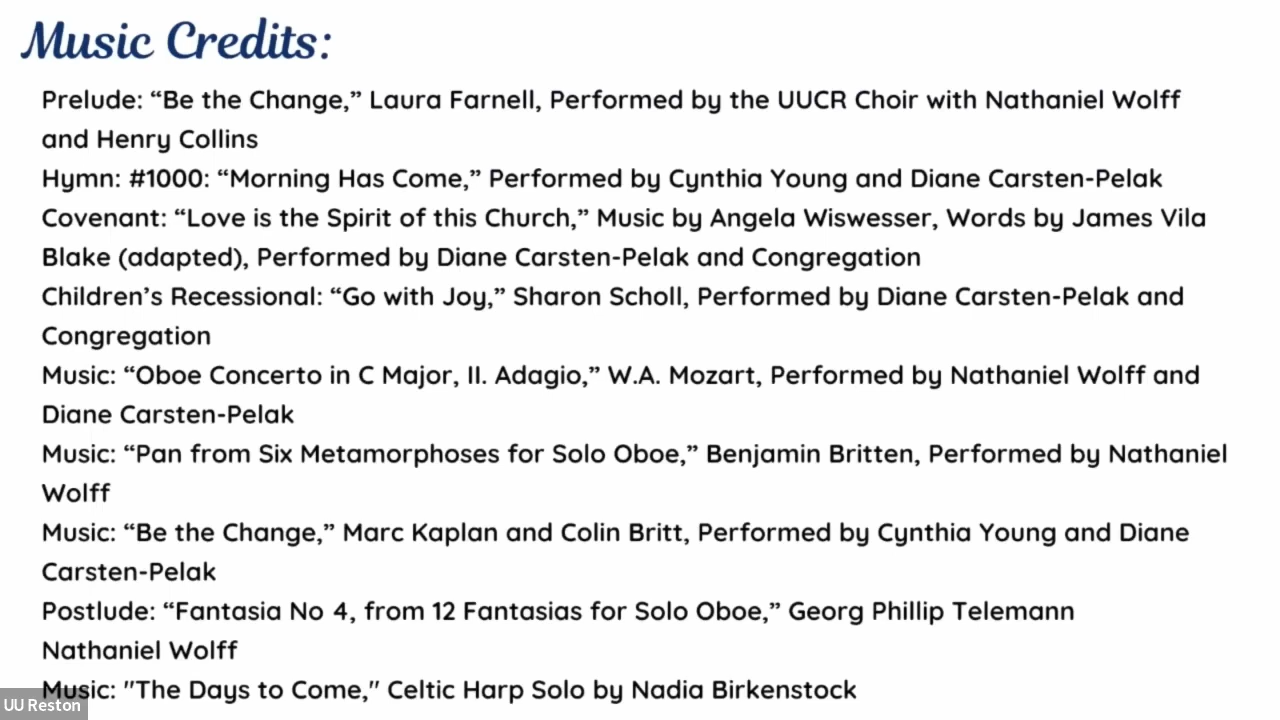 Music Credits:
Prelude: “Be the Change,” Laura Farnell, Performed by the UUCR Choir with Nathaniel Wolff
and Henry Collins
Hymn: #1000: “Morning Has Come,” Performed by Cynthia Young and Diane Carsten-Pelak
Covenant: “Love is the Spirit of this Church,” Music by Angela Wiswesser, Words by James Vila
Blake (adapted), Performed by Diane Carsten-Pelak and Congregation
Children’s Recessional: “Go with Joy,” Sharon Scholl, Performed by Diane Carsten-Pelak and
Congregation
Music: “Oboe Concerto in C Major, II. Adagio,” W.A. Mozart, Performed by Nathaniel Wolff and
Diane Carsten-Pelak
Music: “Pan from Six Metamorphoses for Solo Oboe,” Benjamin Britten, Performed by Nathaniel
Wolff
Music: “Be the Change,” Marc Kaplan and Colin Britt, Performed by Cynthia Young and Diane
Carsten-Pelak
Postlude: “Fantasia No 4, from 12 Fantasias for Solo Oboe,” Georg Phillip Telemann
Nathaniel Wolff
Music: "The Days to Come," Celtic Harp Solo by Nadia Birkenstock
UU Reston